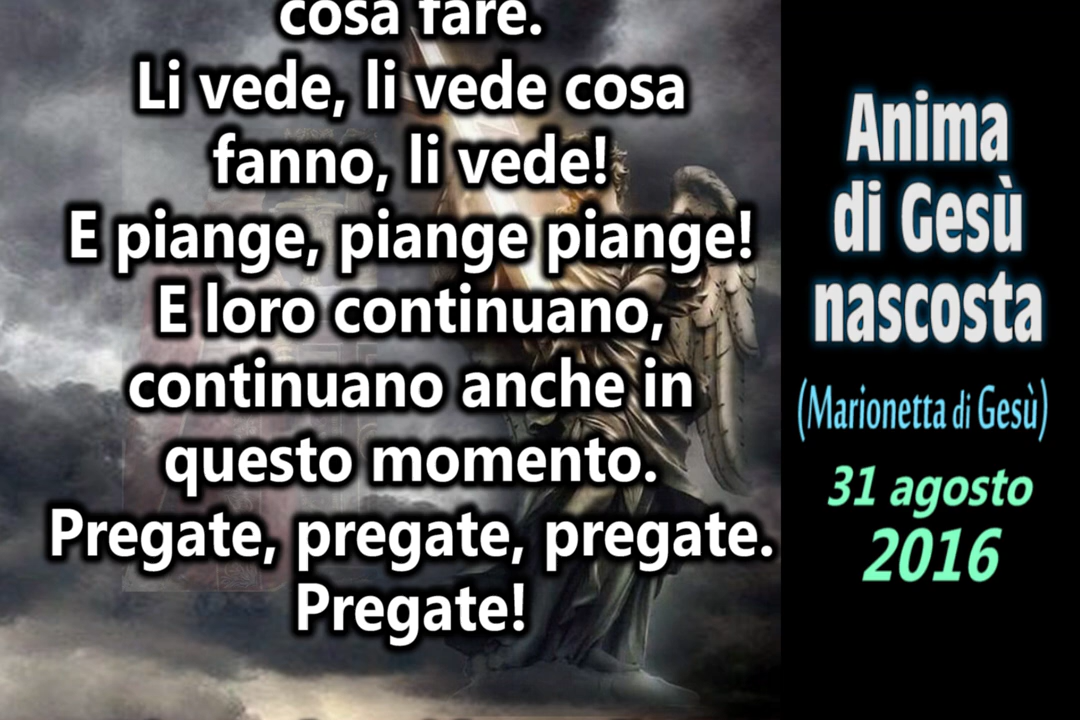 cosa fare.
Li vede, li vede cosa
fanno, li vede!
E piange, piange piange!
E loro continuano,
continuano anche in
questo momento.
Pregate, pregate, pregate.
Pregate!
Anima
di Gesù
nascosta
(Marionetta di Gesù)
31 agosto
2016